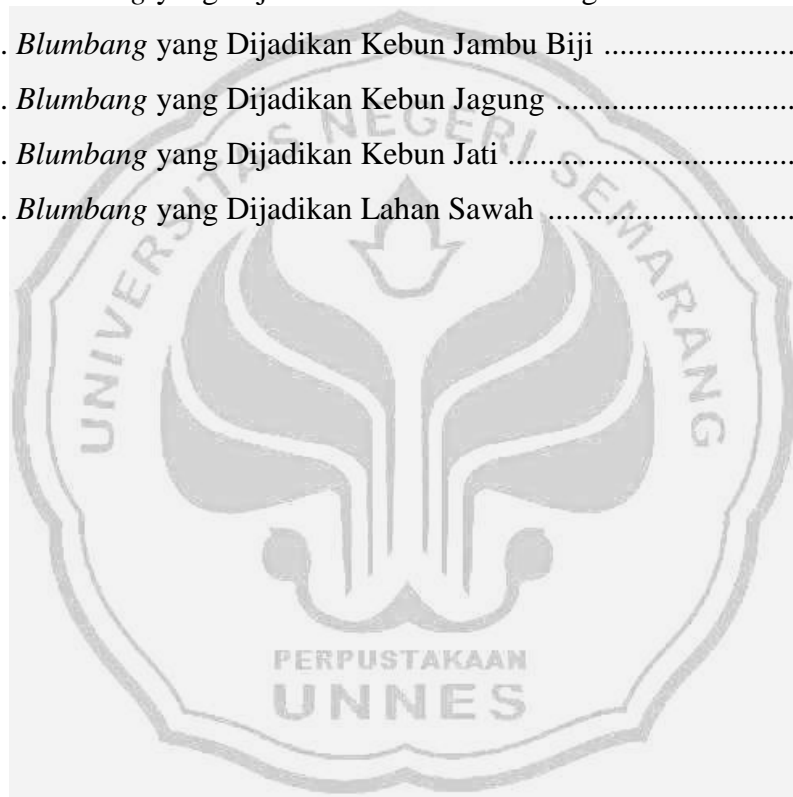 . Blumbang yang Dijadikan Kebun Jambu Biji ........................
. Blumbang yang Dijadikan Kebun Jagung ..............................
. Blumbang yang Dijadikan Kebun Jati ...................................
. Blumbang yang Dijadikan Lahan Sawah ..............................
UNIVERSITAS NEGERI SEMARANG
PERPUSTAKAAN
UNNES